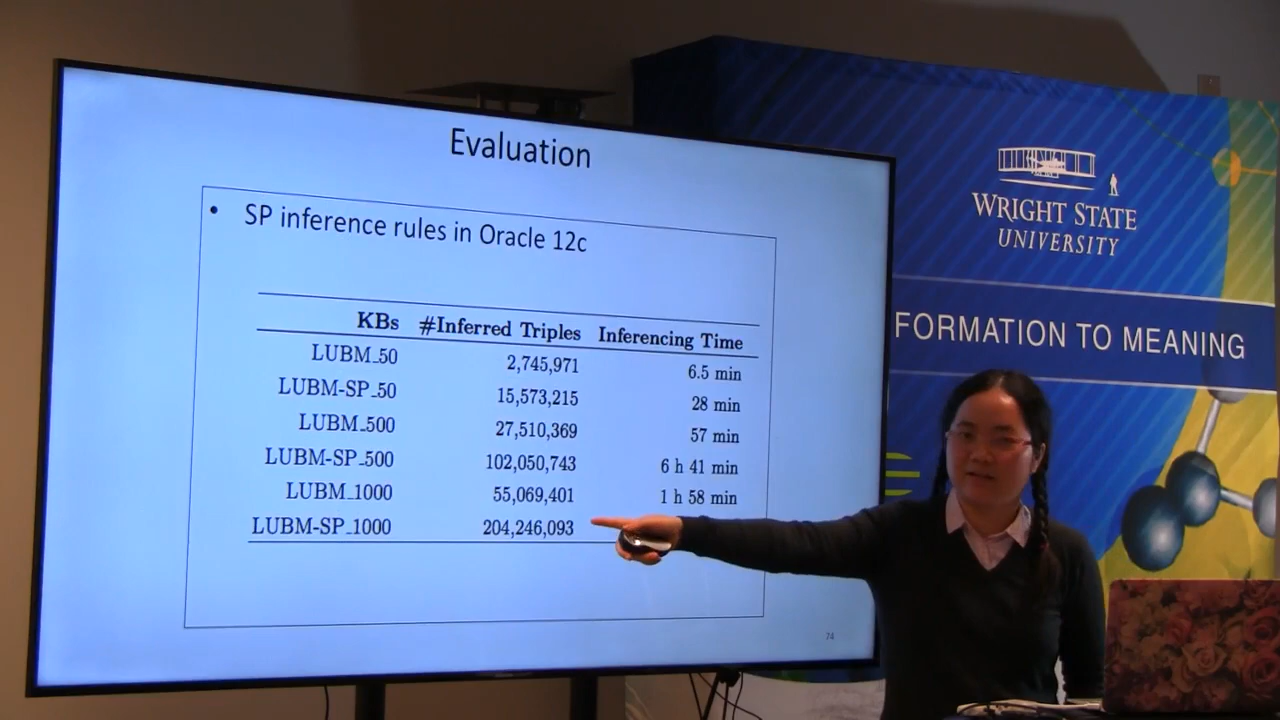 Evaluation
• SP inference rules in Oracle 12c
KBs #Inferred Triples Inferencing Time
LUBM_50 2,745,971 6.5 min
LUBM-SP_50 15,573,215 28 min
LUBM_500 27,510,369 57 min
LUBM-SP_500 102,050,743 6 h 41 min
LUBM_1000 55,069,401 1 h 58 min
LUBM-SP_1000 204,246,093
74
WRIGHT STATE
UNIVERSITY
FORMATION TO MEANING